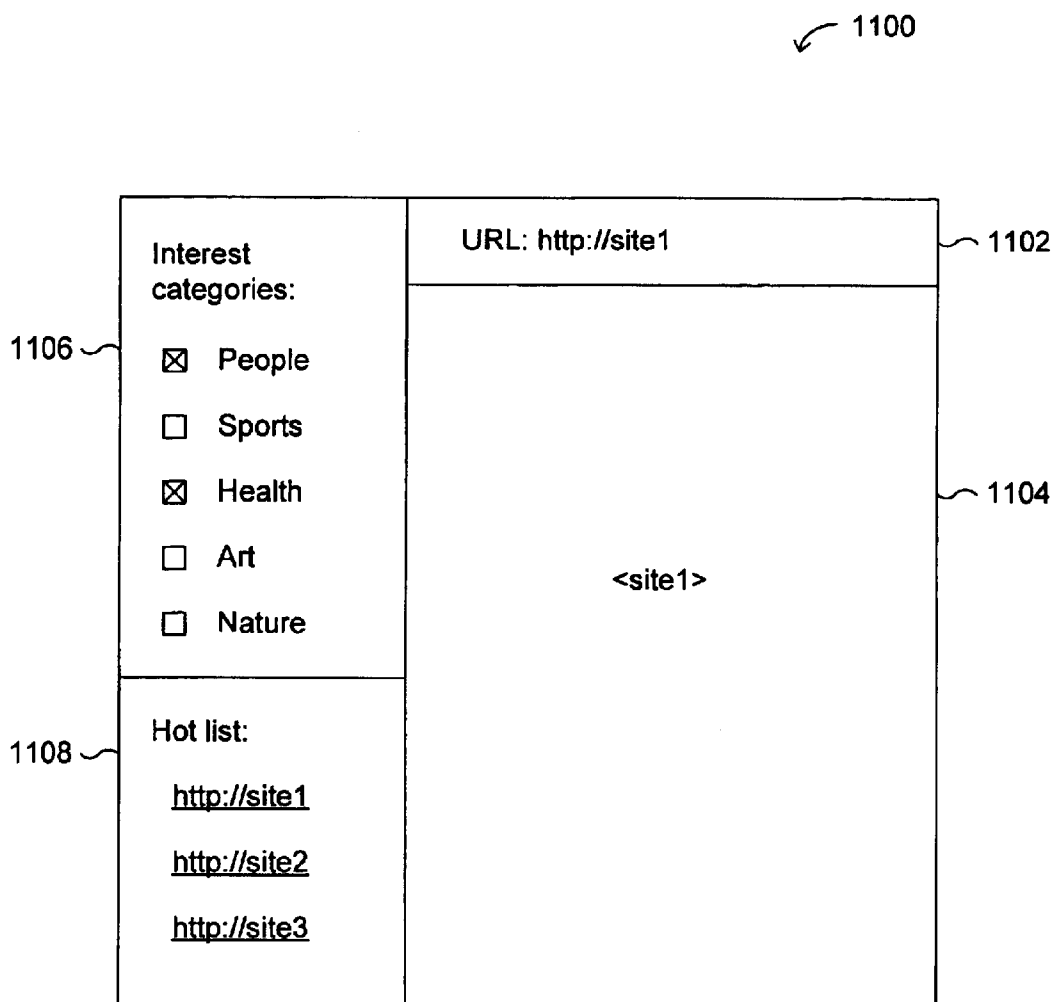 1100
Interest
categories:
1106
People
Sports
Health
Art
Nature
URL: http://site1
1102
1104
<site1>
Hot list:
1108
http://site1
http://site2
http://site3